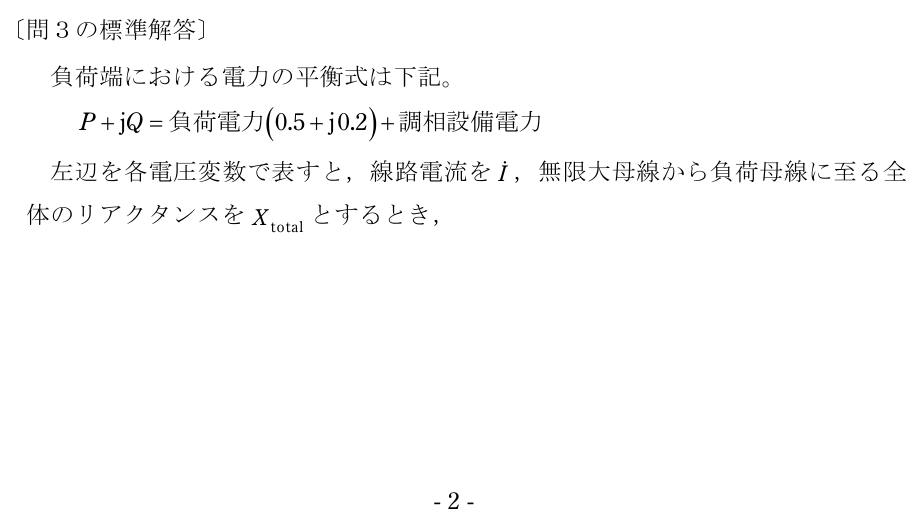 〔問３の標準解答〕
負荷端における電力の平衡式は下記。
P + jQ = 負荷電力(0.5 + j0.2) + 調相設備電力
左辺を各電圧変数で表すと，線路電流を İ ，無限大母線から負荷母線に至る全
体のリアクタンスを X_total とするとき，
- 2 -